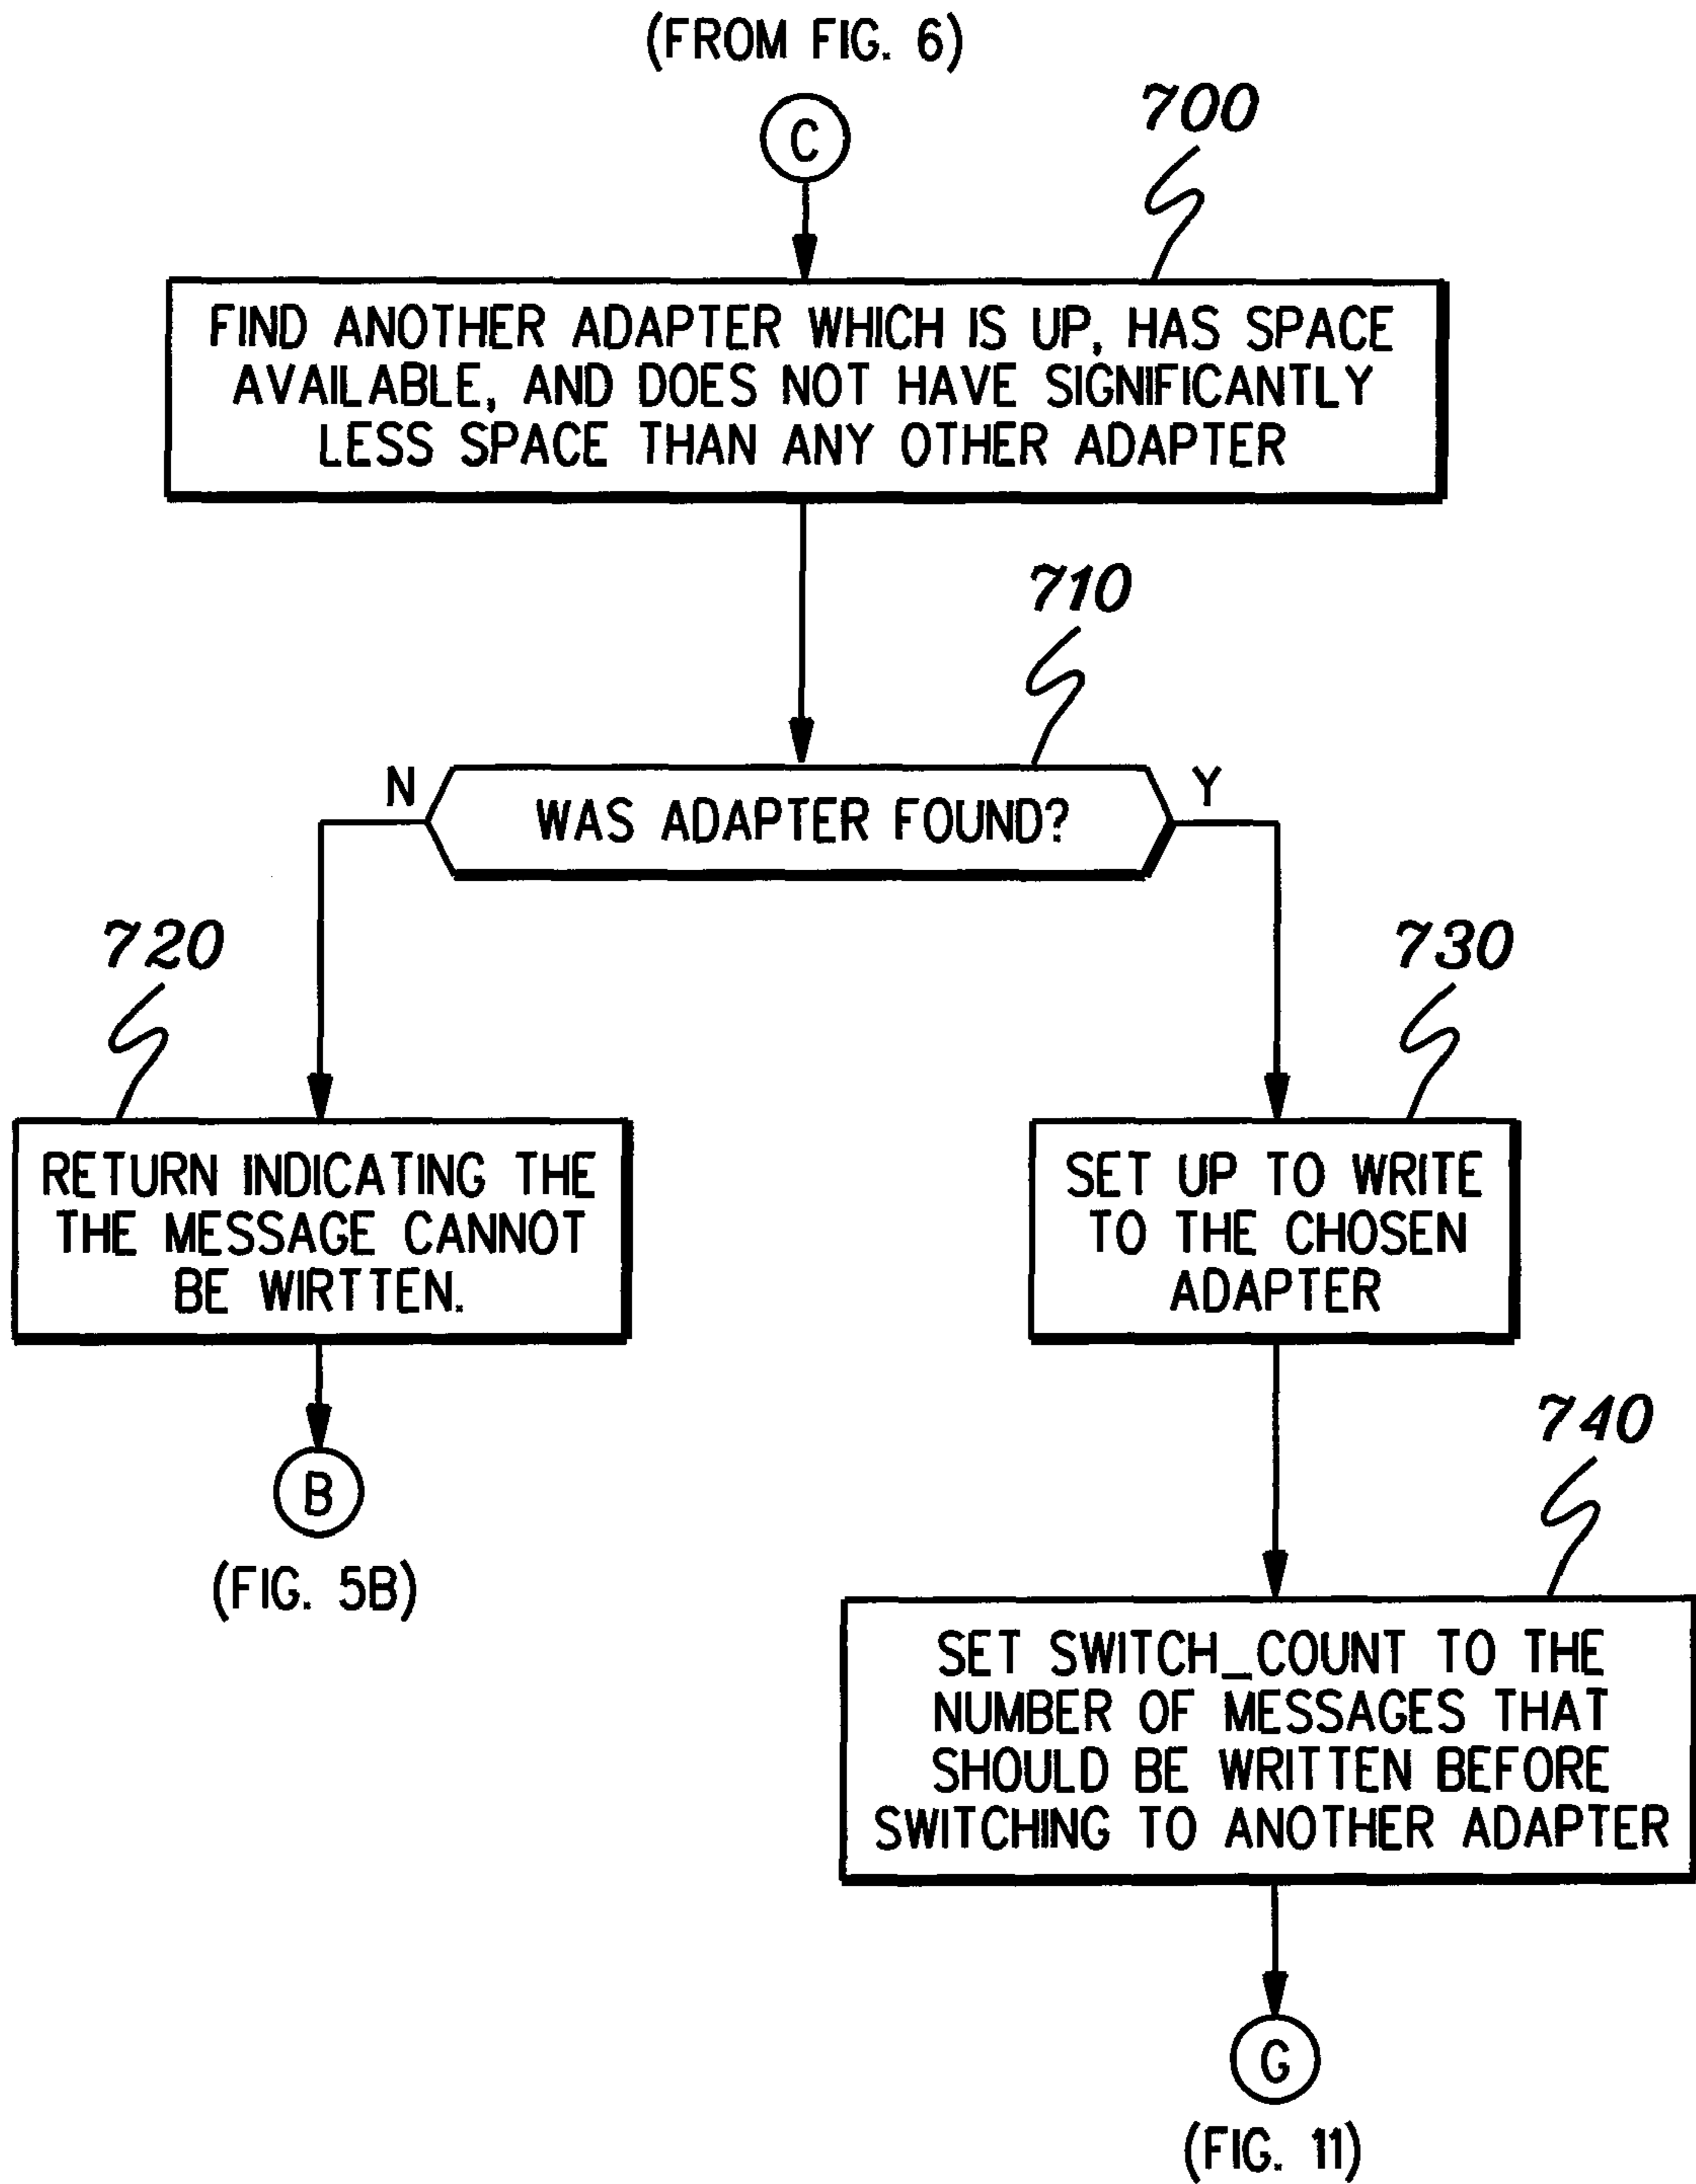 (FROM FIG. 6)
C
700
FIND ANOTHER ADAPTER WHICH IS UP, HAS SPACE
AVAILABLE, AND DOES NOT HAVE SIGNIFICANTLY
LESS SPACE THAN ANY OTHER ADAPTER
710
N
WAS ADAPTER FOUND?
Y
720
RETURN INDICATING THE
THE MESSAGE CANNOT
BE WIRTTEN.
B
(FIG. 5B)
730
SET UP TO WRITE
TO THE CHOSEN
ADAPTER
740
SET SWITCH_COUNT TO THE
NUMBER OF MESSAGES THAT
SHOULD BE WRITTEN BEFORE
SWITCHING TO ANOTHER ADAPTER
G
(FIG. 11)